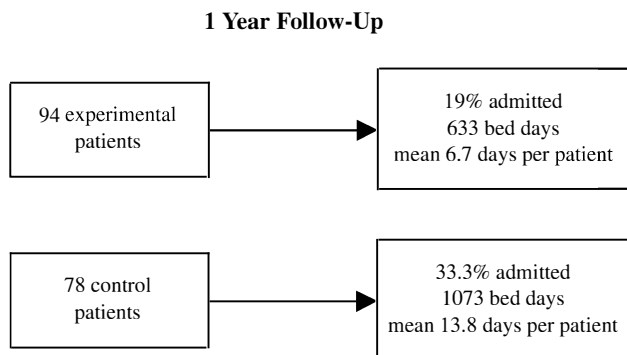 1 Year Follow-Up
94 experimental
patients
19% admitted
633 bed days
mean 6.7 days per patient
78 control
patients
33.3% admitted
1073 bed days
mean 13.8 days per patient